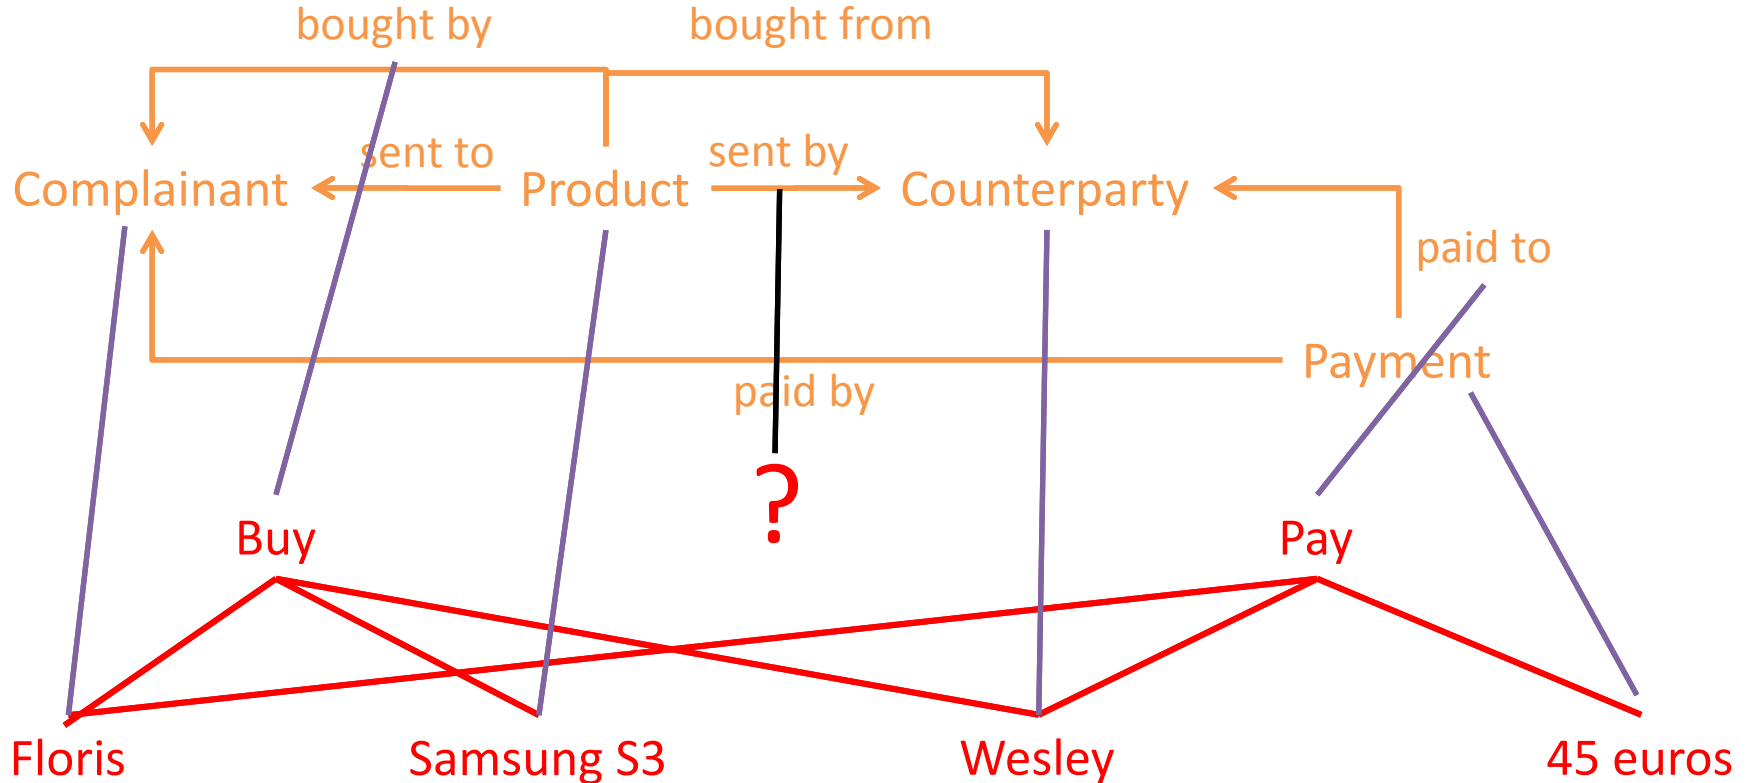 bought by
bought from
sent to
sent by
Complainant
Product
Counterparty
paid to
Payment
paid by
?
Buy
Pay
Floris
Samsung S3
Wesley
45 euros